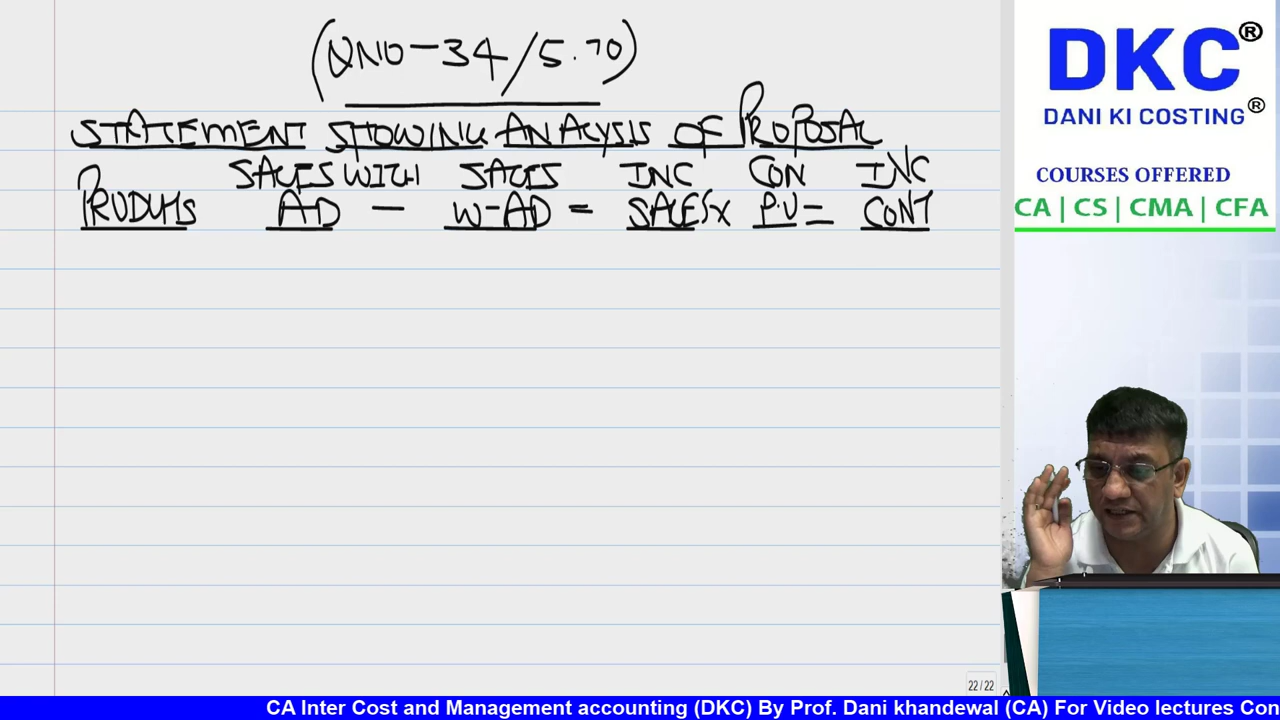 (QNO-34/5.70)
STATEMENT SHOWING ANALYSIS OF PROPOSAL
SALES WITH SALES INC CON INC
PRODUCTS AD - W-AD = SALES x P.U = CONT
22/22
DKC®
DANI KI COSTING®
COURSES OFFERED
CA | CS | CMA | CFA
CA Inter Cost and Management accounting (DKC) By Prof. Dani khandewal (CA) For Video lectures Con